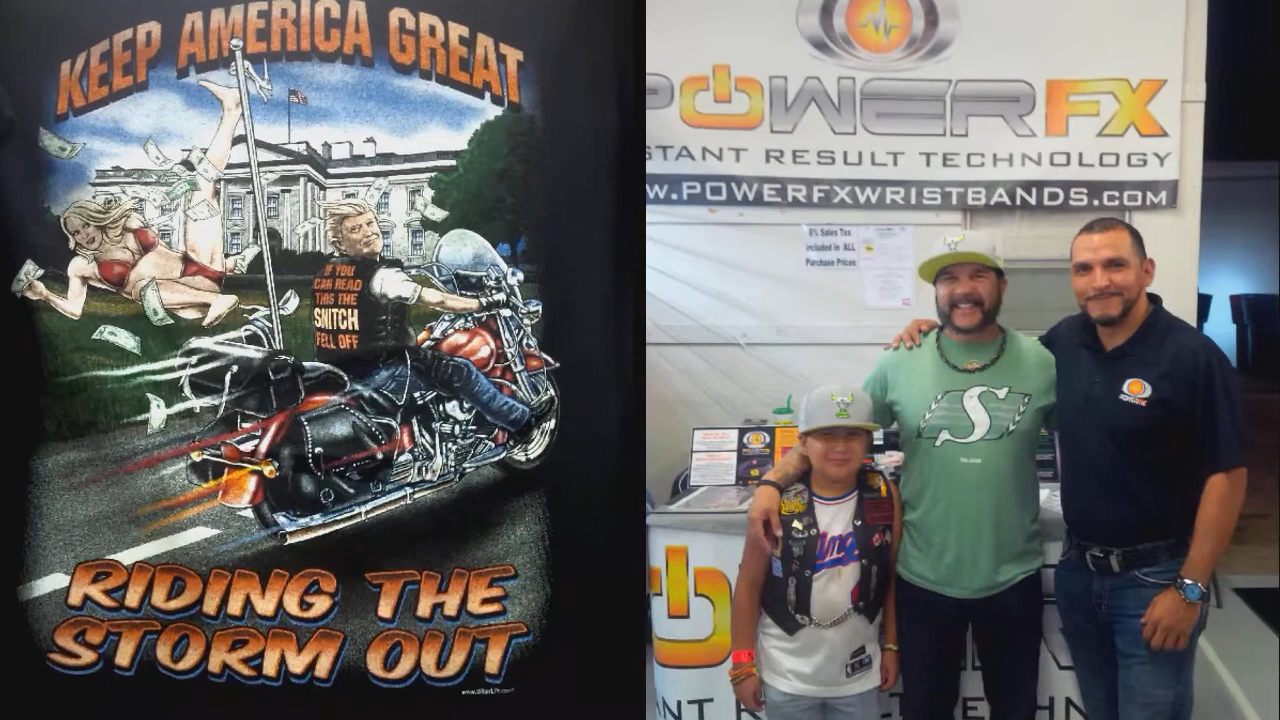 KEEP AMERICA GREAT
IF YOU
CAN READ
THIS THE
SNITCH
FELL OFF
RIDING THE
STORM OUT
POWERFX
STANT RESULT TECHNOLOGY
W.POWERFXWRISTBANDS.COM
6% Sales Tax
included in ALL
Purchase Prices
S